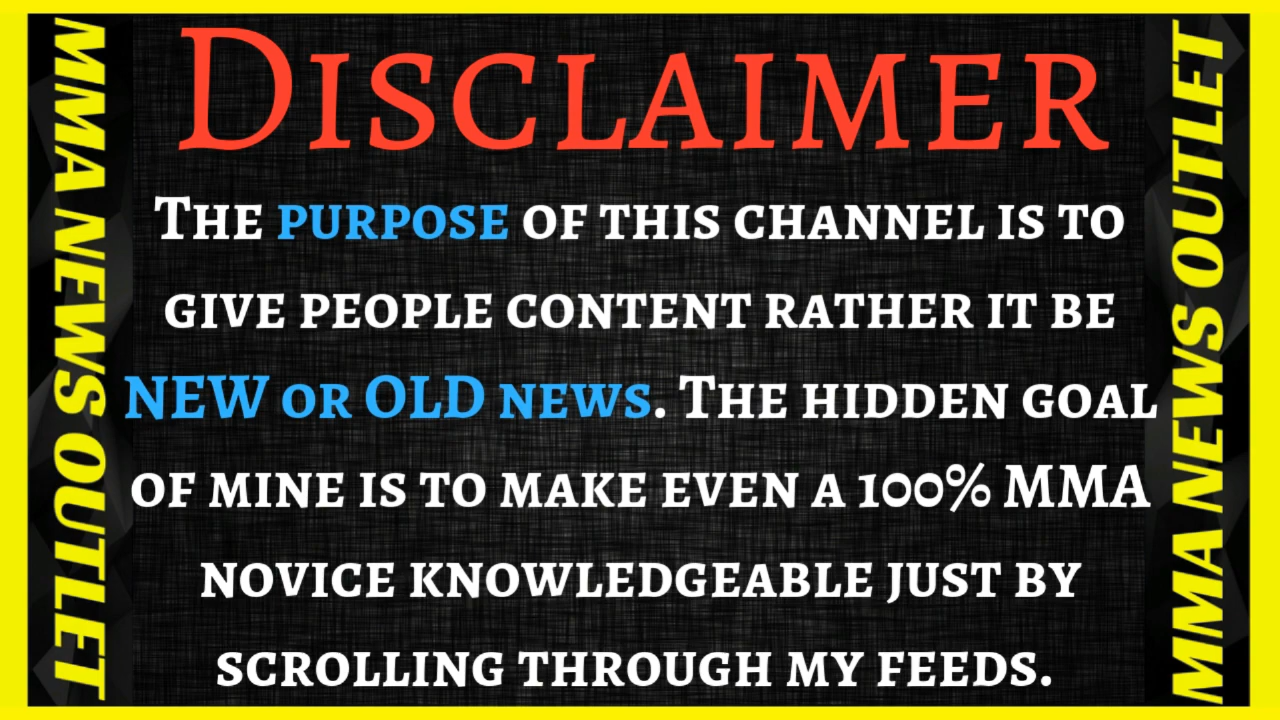 DISCLAIMER
THE PURPOSE OF THIS CHANNEL IS TO
GIVE PEOPLE CONTENT RATHER IT BE
NEW OR OLD NEWS. THE HIDDEN GOAL
OF MINE IS TO MAKE EVEN A 100% MMA
NOVICE KNOWLEDGEABLE JUST BY
SCROLLING THROUGH MY FEEDS.
MMA NEWS OUTLET
MMA NEWS OUTLET